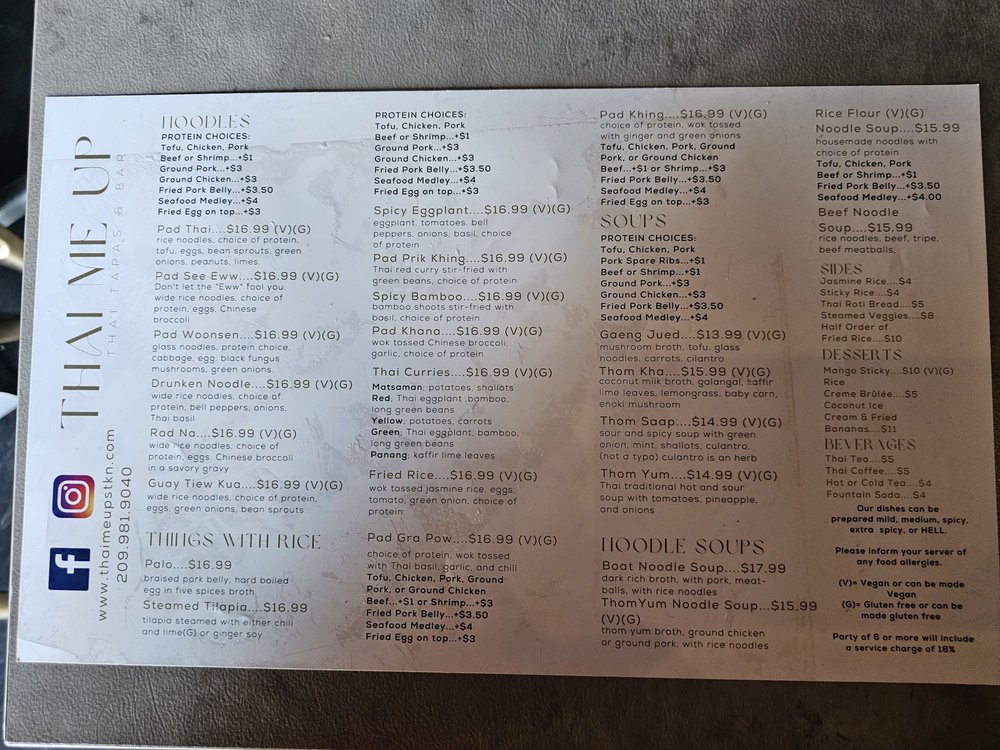 THAI ME UP
THAI TAPAS & BAR
www.thaimeupstkn.com
209.981.9040
NOODLES
PROTEIN CHOICES:
Tofu, Chicken, Pork
Beef or Shrimp...+$1
Ground Pork...+$3
Ground Chicken...+$3
Fried Pork Belly...+$3.50
Seafood Medley...+$4
Fried Egg on top...+$3
Pad Thai....$16.99 (V)(G)
rice noodles, choice of protein,
tofu, eggs, bean sprouts, green
onions, peanuts, limes.
Pad See Eww....$16.99 (V)(G)
Don't let the "Eww" fool you
wide rice noodles, choice of
protein, eggs, Chinese
broccoli
Pad Woonsen....$16.99 (V)(G)
glass noodles, protein choice,
cabbage, egg, black fungus
mushrooms, green onions.
Drunken Noodle....$16.99 (V)(G)
wide rice noodles, choice of
protein, bell peppers, onions,
Thai basil
Rad Na....$16.99 (V)(G)
wide rice noodles, choice of
protein, eggs, Chinese broccoli
in a savory gravy
Guay Tiew Kua....$16.99 (V)(G)
wide rice noodles, choice of protein,
eggs, green onions, bean sprouts
THINGS WITH RICE
Palo....$16.99
braised pork belly, hard boiled
egg in five spices broth
Steamed Tilapia....$16.99
tilapia steamed with either chili
and lime(G) or ginger soy
PROTEIN CHOICES:
Tofu, Chicken, Pork
Beef or Shrimp...+$1
Ground Pork...+$3
Ground Chicken...+$3
Fried Pork Belly...+$3.50
Seafood Medley...+$4
Fried Egg on top...+$3
Spicy Eggplant....$16.99 (V)(G)
eggplant, tomatoes, bell
peppers, onions, basil, choice
of protein
Pad Prik Khing....$16.99 (V)(G)
Thai red curry stir-fried with
green beans, choice of protein
Spicy Bamboo....$16.99 (V)(G)
bamboo shoots stir-fried with
basil, choice of protein
Pad Khana....$16.99 (V)(G)
wok tossed Chinese broccoli,
garlic, choice of protein
Thai Curries....$16.99 (V)(G)
Matsaman; potatoes, shallots
Red; Thai eggplant ,bamboo,
long green beans
Yellow; potatoes, carrots
Green; Thai eggplant, bamboo,
long green beans
Panang; kaffir lime leaves
Fried Rice....$16.99 (V)(G)
wok tossed jasmine rice, eggs,
tomato, green onion, choice of
protein
Pad Gra Pow....$16.99 (V)(G)
choice of protein, wok tossed
with Thai basil, garlic, and chili
Tofu, Chicken, Pork, Ground
Pork, or Ground Chicken
Beef...+$1 or Shrimp...+$3
Fried Pork Belly...+$3.50
Seafood Medley...+$4
Fried Egg on top...+$3
Pad Khing....$16.99 (V)(G)
choice of protein, wok tossed
with ginger and green onions
Tofu, Chicken, Pork, Ground
Pork, or Ground Chicken
Beef...+$1 or Shrimp...+$3
Fried Pork Belly...+$3.50
Seafood Medley...+$4
Fried Egg on top...+$3
SOUPS
PROTEIN CHOICES:
Tofu, Chicken, Pork
Pork Spare Ribs...+$1
Beef or Shrimp...+$1
Ground Pork...+$3
Ground Chicken...+$3
Fried Pork Belly...+$3.50
Seafood Medley...+$4
Gaeng Jued....$13.99 (V)(G)
mushroom broth, tofu, glass
noodles, carrots, cilantro
Thom Kha....$15.99 (V)(G)
coconut milk broth, galangal, kaffir
lime leaves, lemongrass, baby corn,
enoki mushroom
Thom Saap....$14.99 (V)(G)
sour and spicy soup with green
onion, mint, shallots, culantro.
(not a typo) culantro is an herb
Thom Yum....$14.99 (V)(G)
Thai traditional hot and sour
soup with tomatoes, pineapple,
and onions
NOODLE SOUPS
Boat Noodle Soup....$17.99
dark rich broth, with pork, meat-
balls, with rice noodles
ThomYum Noodle Soup...$15.99
(V)(G)
thom yum broth, ground chicken
or ground pork, with rice noodles
Rice Flour (V)(G)
Noodle Soup....$15.99
housemade noodles with
choice of protein
Tofu, Chicken, Pork
Beef or Shrimp...+$1
Fried Pork Belly...+$3.50
Seafood Medley...+$4.00
Beef Noodle
Soup....$15.99
rice noodles, beef, tripe,
beef meatballs,
SIDES
Jasmine Rice....$4
Sticky Rice....$4
Thai Roti Bread....$5
Steamed Veggies....$8
Half Order of
Fried Rice....$10
DESSERTS
Mango Sticky....$10 (V)(G)
Rice
Creme Brûlée....$5
Coconut Ice
Cream & Fried
Bananas....$11
BEVERAGES
Thai Tea....$5
Thai Coffee....$5
Hot or Cold Tea....$4
Fountain Soda....$4
Our dishes can be
prepared mild, medium, spicy,
extra spicy, or HELL.
Please inform your server of
any food allergies.
(V)= Vegan or can be made
Vegan
(G)= Gluten free or can be
made gluten free
Party of 6 or more will include
a service charge of 18%